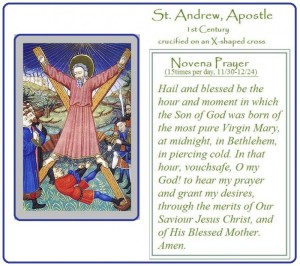 St. Andrew, Apostle
1st Century
crucified on an X-shaped cross
Novena Prayer
(15times per day, 11/30-12/24)
Hail and blessed be the
hour and moment in which
the Son of God was born of
the most pure Virgin Mary,
at midnight, in Bethlehem,
in piercing cold. In that
hour, vouchsafe, O my
God! to hear my prayer
and grant my desires,
through the merits of Our
Saviour Jesus Christ, and
of His Blessed Mother.
Amen.